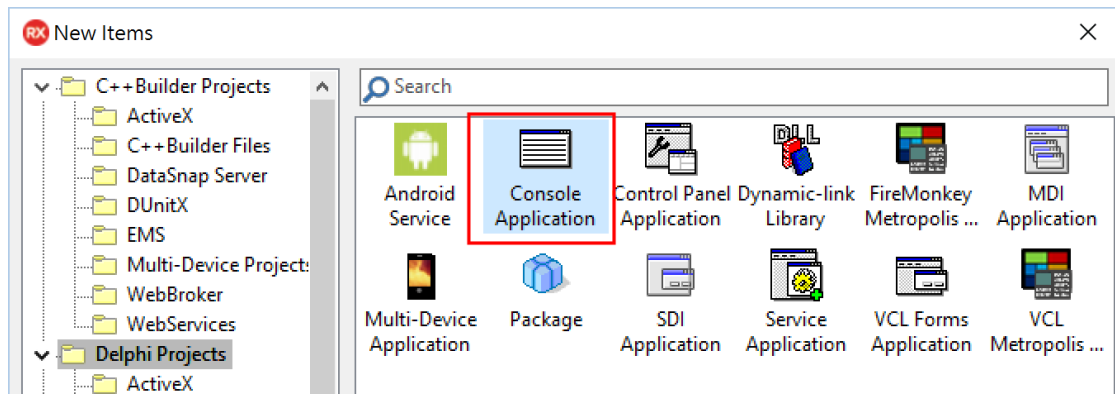 RX New Items
C++Builder Projects
ActiveX
C++Builder Files
DataSnap Server
DUnitX
EMS
Multi-Device Projects
WebBroker
WebServices
Delphi Projects
ActiveX
Search
Android
Service
Console
Application
Control Panel
Application
DLL
Dynamic-link
Library
FireMonkey
Metropolis ...
MDI
Application
Multi-Device
Application
Package
SDI
Application
Service
Application
VCL Forms
Application
VCL
Metropolis ...